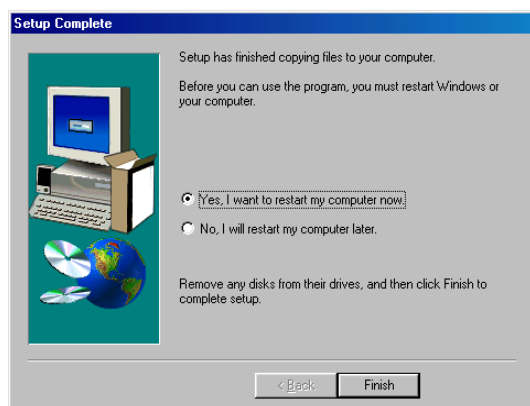 Setup Complete
Setup has finished copying files to your computer.
Before you can use the program, you must restart Windows or
your computer.
Yes, I want to restart my computer now.
No, I will restart my computer later.
Remove any disks from their drives, and then click Finish to
complete setup.
< Back
Finish